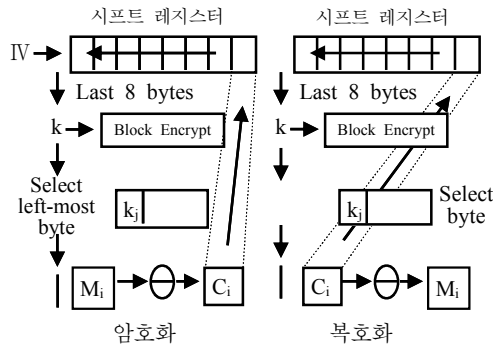 시프트 레지스터
시프트 레지스터
IV
Last 8 bytes
Last 8 bytes
k
Block Encrypt
k
Block Encrypt
Select
left-most
byte
kj
kj
Select
byte
Mi
Ci
Ci
Mi
암호화
복호화